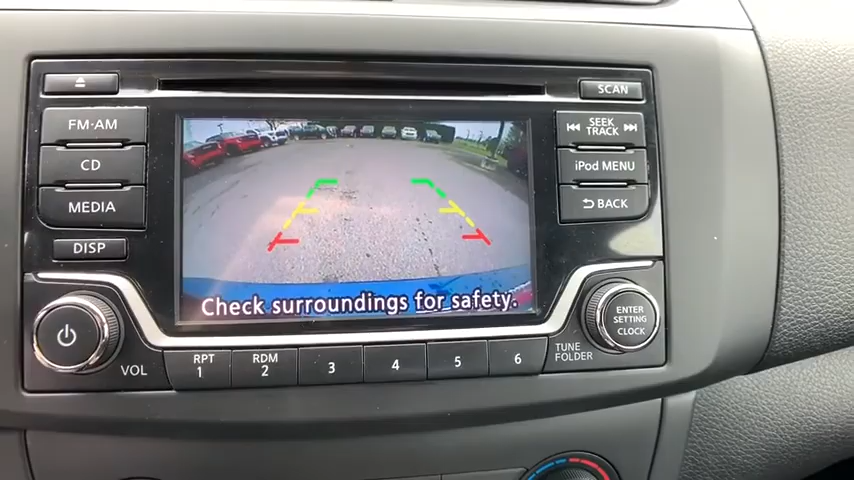 SCAN
FM·AM
SEEK
TRACK
CD
iPod MENU
MEDIA
BACK
DISP
Check surroundings for safety.
ENTER
SETTING
CLOCK
VOL
RPT
1
RDM
2
3
4
5
6
TUNE
FOLDER